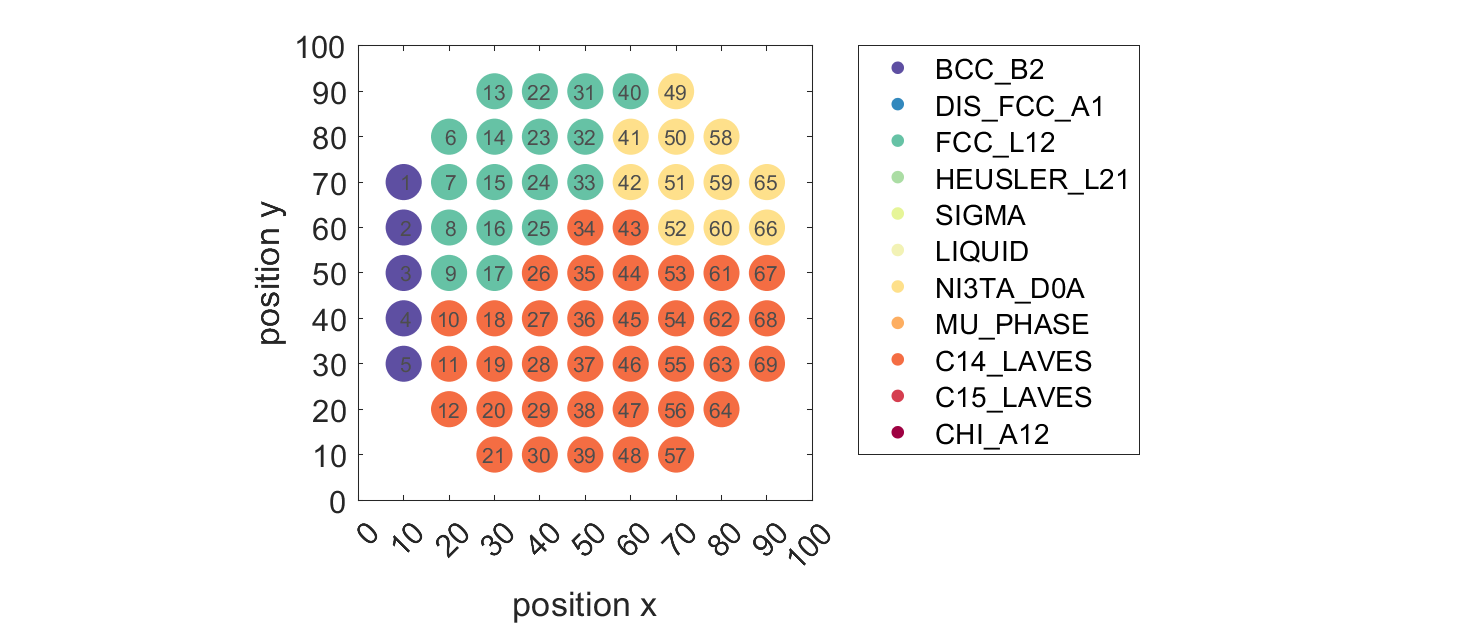 100
13 22 31 40 49
90
6 14 23 32 41 50 58
80
1 7 15 24 33 42 51 59 65
70
2 8 16 25 34 43 52 60 66
60
3 9 17 26 35 44 53 61 67
50
4 10 18 27 36 45 54 62 68
40
5 11 19 28 37 46 55 63 69
30
12 20 29 38 47 56 64
20
21 30 39 48 57
10
0
position y
0 10 20 30 40 50 60 70 80 90 100
position x
BCC_B2
DIS_FCC_A1
FCC_L12
HEUSLER_L21
SIGMA
LIQUID
NI3TA_D0A
MU_PHASE
C14_LAVES
C15_LAVES
CHI_A12